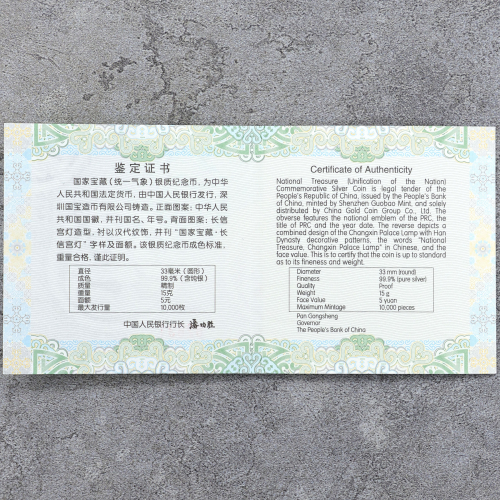 鉴定证书
国家宝藏（统一气象）银质纪念币，为中华
人民共和国法定货币，由中国人民银行发行，深
圳国宝造币有限公司铸造。正面图案：中华人民
共和国国徽，并刊国名、年号。背面图案：长信
宫灯造型，衬以汉代纹饰，并刊“国家宝藏·长
信宫灯”字样及面额。该银质纪念币成色标准、
重量合格，谨此证明。
直径 33毫米（圆形）
成色 99.9%（含纯银）
质量 精制
重量 15克
面额 5元
最大发行量 10,000枚
中国人民银行行长 潘功胜
Certificate of Authenticity
National Treasure (Unification of the Nation)
Commemorative Silver Coin is legal tender of the
People's Republic of China, issued by the People's Bank
of China, minted by Shenzhen Guobao Mint, and solely
distributed by China Gold Coin Group Co., Ltd. The
obverse features the national emblem of the PRC, the
title of PRC and the year date. The reverse depicts a
combined design of the Changxin Palace Lamp with Han
Dynasty decorative patterns, the words "National
Treasure, Changxin Palace Lamp" in Chinese, and the
face value. This is to certify that the coin is up to standard
as to its fineness and weight.
Diameter 33 mm (round)
Fineness 99.9% (pure silver)
Quality Proof
Weight 15 g
Face Value 5 yuan
Maximum Mintage 10,000 pieces
Pan Gongsheng
Governor
The People's Bank of China